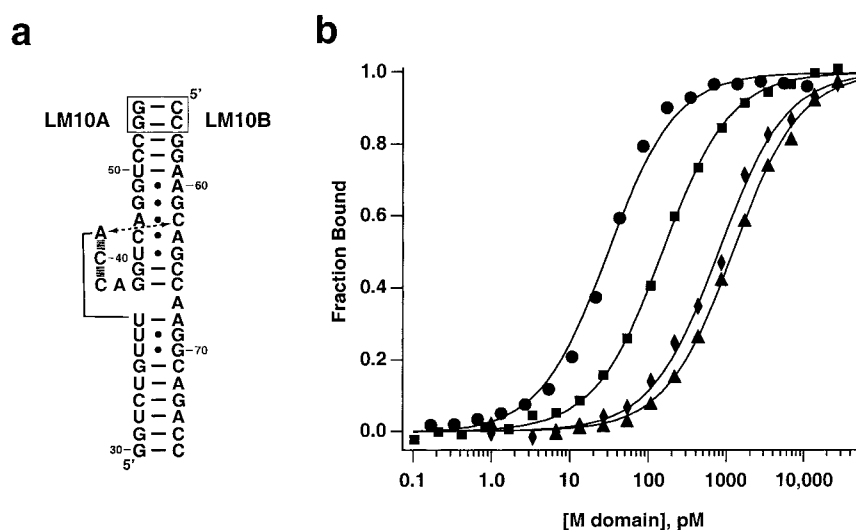 a
5'
G – C
LM10A G – C LM10B
C – G
C – G
50 – U – A
G • A – 60
G • G
A • C
A C • A
C – 40 U • G
G – C
C A G – C
A
U – A
U • G
U • G – 70
G – C
U – A
C – G
U – A
G – C
30 – G – C
5'
b
Fraction Bound
1.0
0.8
0.6
0.4
0.2
0.0
0.1 1.0 10 100 1000 10,000
[M domain], pM